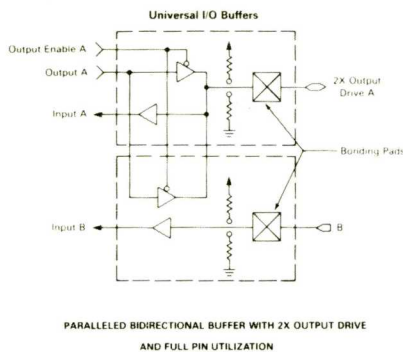 Universal I/O Buffers
Output Enable A
Output A
2X Output
Drive A
Input A
Bonding Pads
Input B
B
PARALLELED BIDIRECTIONAL BUFFER WITH 2X OUTPUT DRIVE
AND FULL PIN UTILIZATION